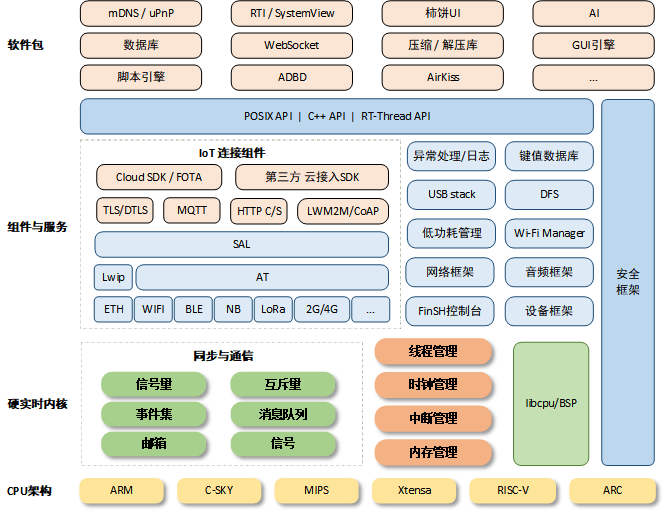 软件包
mDNS / uPnP
RTI / SystemView
柿饼UI
AI
数据库
WebSocket
压缩 / 解压库
GUI引擎
脚本引擎
ADBD
AirKiss
...
POSIX API | C++ API | RT-Thread API
组件与服务
IoT 连接组件
Cloud SDK / FOTA
第三方 云接入SDK
TLS/DTLS
MQTT
HTTP C/S
LWM2M/CoAP
SAL
Lwip
AT
ETH
WIFI
BLE
NB
LoRa
2G/4G
...
异常处理/日志
键值数据库
USB stack
DFS
低功耗管理
Wi-Fi Manager
网络框架
音频框架
FinSH控制台
设备框架
安全
框架
硬实时内核
同步与通信
信号量
互斥量
事件集
消息队列
邮箱
信号
线程管理
时钟管理
中断管理
内存管理
libcpu/BSP
CPU架构
ARM
C-SKY
MIPS
Xtensa
RISC-V
ARC